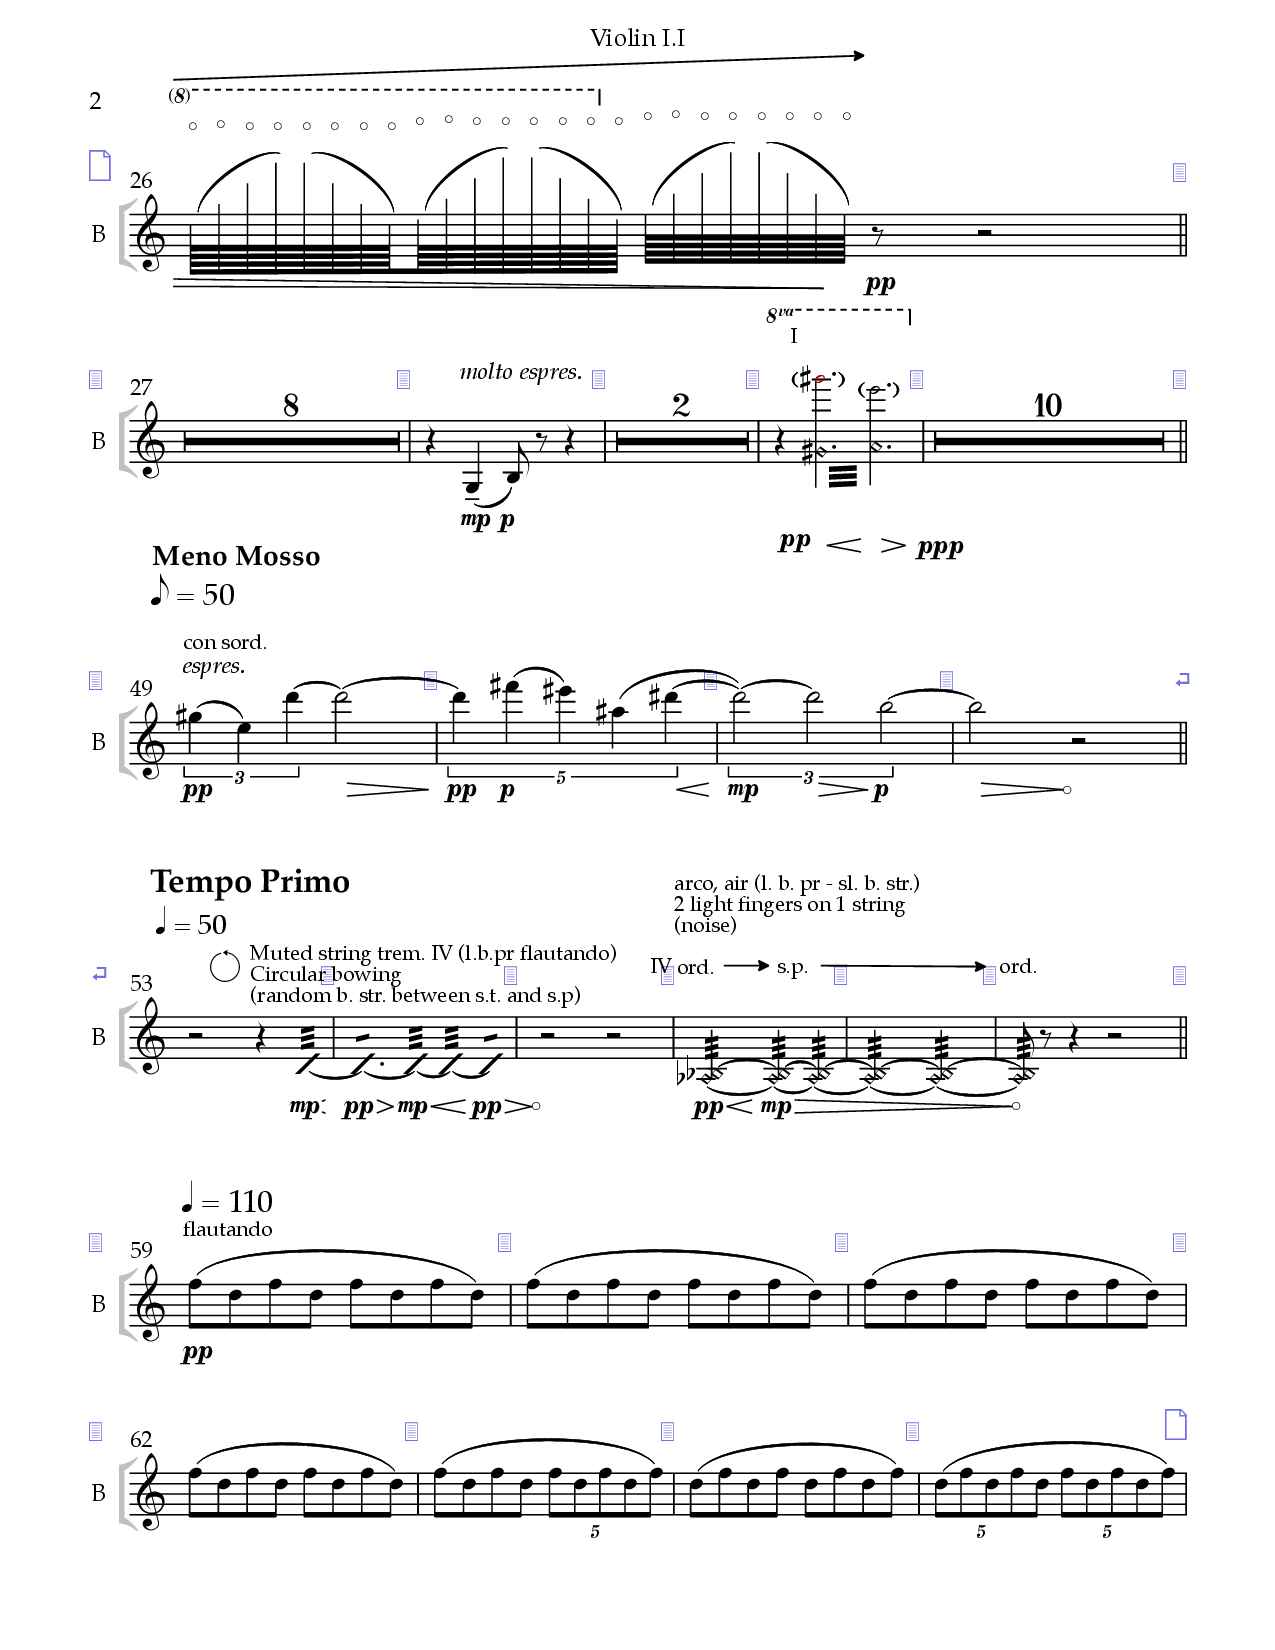 Violin I.I
2
(8)
26
B
pp
8va
I
molto espres.
27
8
2
10
B
mp p
pp
ppp
Meno Mosso
= 50
con sord.
espres.
49
B
3
5
3
pp
pp
p
mp
p
Tempo Primo
= 50
arco, air (l. b. pr - sl. b. str.)
2 light fingers on 1 string
(noise)
Muted string trem. IV (l.b.pr flautando)
Circular bowing
(random b. str. between s.t. and s.p)
IV ord.
s.p.
ord.
53
B
mp
pp
mp
pp
pp
mp
= 110
flautando
59
B
pp
62
B
5
5
5